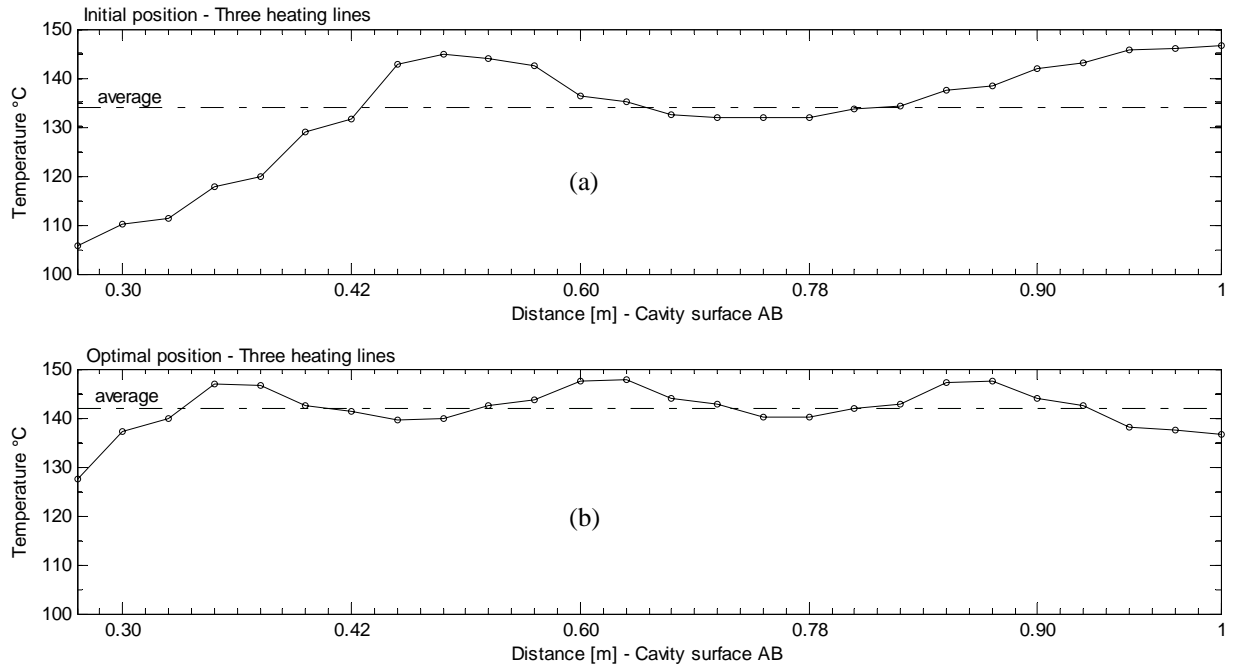 Initial position - Three heating lines
150
140
130
120
110
100
Temperature °C
average
(a)
0.30 0.42 0.60 0.78 0.90 1
Distance [m] - Cavity surface AB
Optimal position - Three heating lines
150
140
130
120
110
100
Temperature °C
average
(b)
0.30 0.42 0.60 0.78 0.90 1
Distance [m] - Cavity surface AB